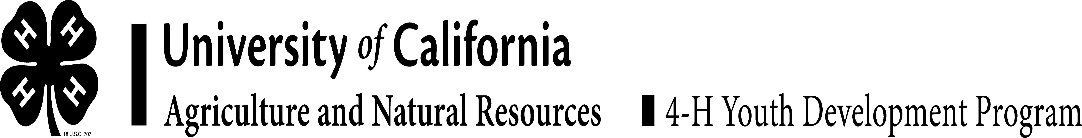 H H
H H
University of California
Agriculture and Natural Resources 4-H Youth Development Program